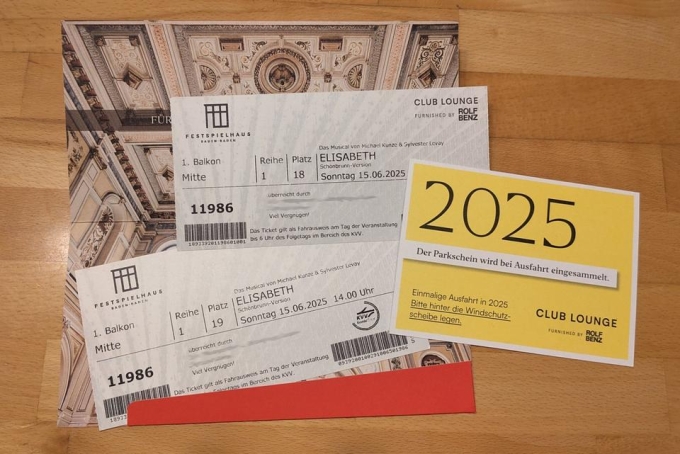 FÜR
FESTSPIELHAUS
BADEN-BADEN
CLUB LOUNGE
FURNISHED BY ROLF BENZ
Das Musical von Michael Kunze & Sylvester Levay
1. Balkon Reihe Platz ELISABETH
Schönbrunn-Version
Mitte 1 18 Sonntag 15.06.2025
überreicht durch
11986
Viel Vergnügen!
Das Ticket gilt als Fahrausweis am Tag der Veranstaltung
bis 6 Uhr des Folgetags im Bereich des KVV.
FESTSPIELHAUS
BADEN-BADEN
Das Musical von Michael Kunze & Sylvester Levay
1. Balkon Reihe Platz ELISABETH
Schönbrunn-Version
Mitte 1 19 Sonntag 15.06.2025 14.00 Uhr
überreicht durch
KVV
11986
Viel Vergnügen!
Das Ticket gilt als Fahrausweis am Tag der Veranstaltung
bis 6 Uhr des Folgetags im Bereich des KVV.
2025
Der Parkschein wird bei Ausfahrt eingesammelt.
Einmalige Ausfahrt in 2025
Bitte hinter die Windschutz-
scheibe legen.
CLUB LOUNGE
FURNISHED BY ROLF BENZ